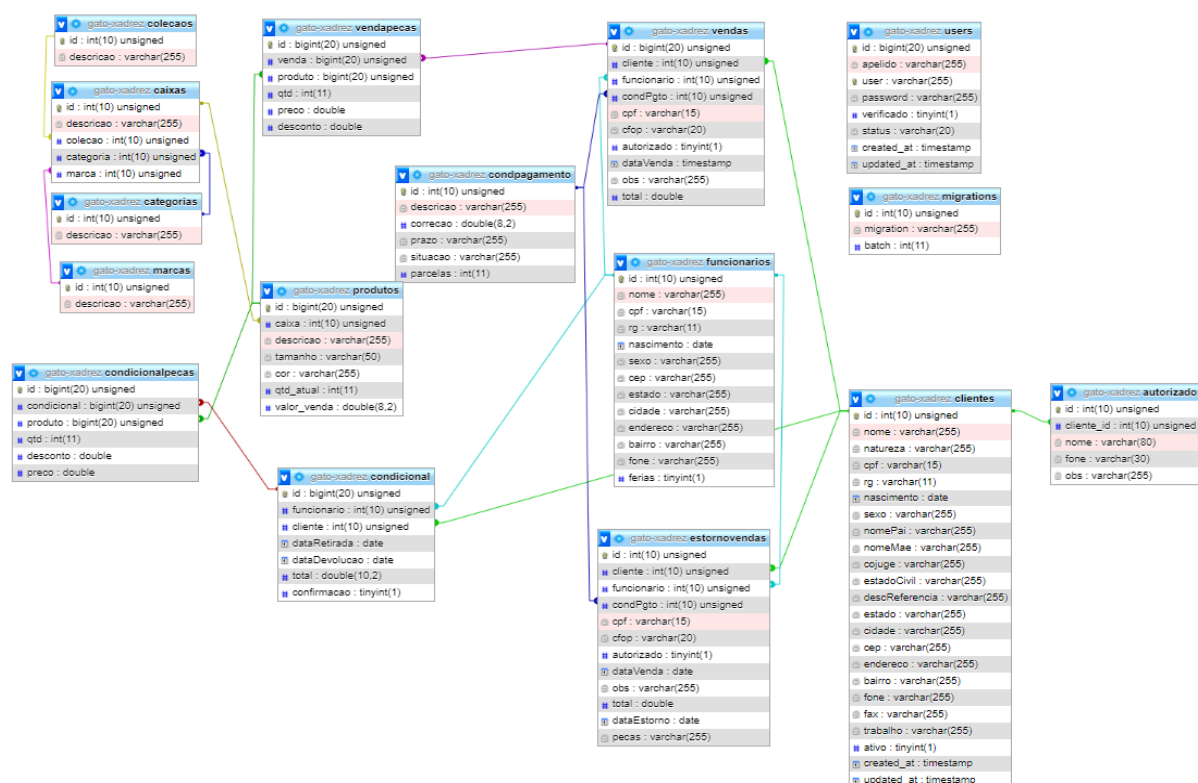 gato-xadrez colecaos
id : int(10) unsigned
descricao : varchar(255)
gato-xadrez caixas
id : int(10) unsigned
descricao : varchar(255)
colecao : int(10) unsigned
categoria : int(10) unsigned
marca : int(10) unsigned
gato-xadrez categorias
id : int(10) unsigned
descricao : varchar(255)
gato-xadrez marcas
id : int(10) unsigned
descricao : varchar(255)
gato-xadrez condicionalpecas
id : bigint(20) unsigned
condicional : bigint(20) unsigned
produto : bigint(20) unsigned
qtd : int(11)
desconto : double
preco : double
gato-xadrez vendapecas
id : bigint(20) unsigned
venda : bigint(20) unsigned
produto : bigint(20) unsigned
qtd : int(11)
preco : double
desconto : double
gato-xadrez condpagamento
id : int(10) unsigned
descricao : varchar(255)
correcao : double(8,2)
prazo : varchar(255)
situacao : varchar(255)
parcelas : int(11)
gato-xadrez produtos
id : bigint(20) unsigned
caixa : int(10) unsigned
descricao : varchar(255)
tamanho : varchar(50)
cor : varchar(255)
qtd_atual : int(11)
valor_venda : double(8,2)
gato-xadrez condicional
id : bigint(20) unsigned
funcionario : int(10) unsigned
cliente : int(10) unsigned
dataRetirada : date
dataDevolucao : date
total : double(10,2)
confirmacao : tinyint(1)
gato-xadrez vendas
id : bigint(20) unsigned
cliente : int(10) unsigned
funcionario : int(10) unsigned
condPgto : int(10) unsigned
cpf : varchar(15)
cfop : varchar(20)
autorizado : tinyint(1)
dataVenda : timestamp
obs : varchar(255)
total : double
gato-xadrez funcionarios
id : int(10) unsigned
nome : varchar(255)
cpf : varchar(15)
rg : varchar(11)
nascimento : date
sexo : varchar(255)
cep : varchar(255)
estado : varchar(255)
cidade : varchar(255)
endereco : varchar(255)
bairro : varchar(255)
fone : varchar(255)
ferias : tinyint(1)
gato-xadrez estornovendas
id : int(10) unsigned
cliente : int(10) unsigned
funcionario : int(10) unsigned
condPgto : int(10) unsigned
cpf : varchar(15)
cfop : varchar(20)
autorizado : tinyint(1)
dataVenda : date
obs : varchar(255)
total : double
dataEstorno : date
pecas : varchar(255)
gato-xadrez users
id : bigint(20) unsigned
apelido : varchar(255)
user : varchar(255)
password : varchar(255)
verificado : tinyint(1)
status : varchar(20)
created_at : timestamp
updated_at : timestamp
gato-xadrez migrations
id : int(10) unsigned
migration : varchar(255)
batch : int(11)
gato-xadrez clientes
id : int(10) unsigned
nome : varchar(255)
natureza : varchar(255)
cpf : varchar(15)
rg : varchar(11)
nascimento : date
sexo : varchar(255)
nomePai : varchar(255)
nomeMae : varchar(255)
cojuge : varchar(255)
estadoCivil : varchar(255)
descReferencia : varchar(255)
estado : varchar(255)
cidade : varchar(255)
cep : varchar(255)
endereco : varchar(255)
bairro : varchar(255)
fone : varchar(255)
fax : varchar(255)
trabalho : varchar(255)
ativo : tinyint(1)
created_at : timestamp
updated_at : timestamp
gato-xadrez autorizado
id : int(10) unsigned
cliente_id : int(10) unsigned
nome : varchar(80)
fone : varchar(30)
obs : varchar(255)